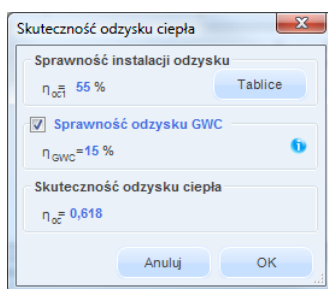 Skuteczność odzysku ciepła
Sprawność instalacji odzysku
ηoc1= 55 % Tablice
Sprawność odzysku GWC
ηGWC=15 %
Skuteczność odzysku ciepła
ηoc= 0,618
Anuluj OK